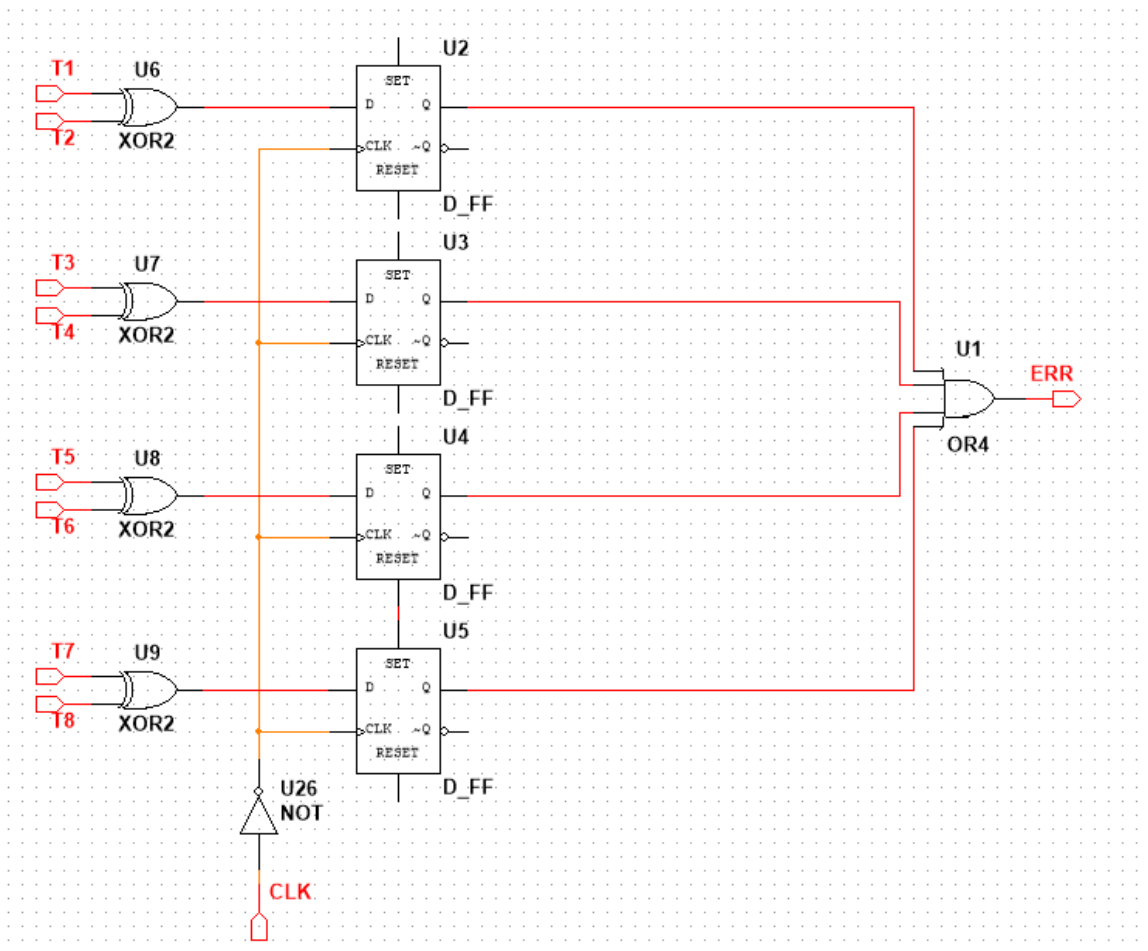 U2
T1 U6
SET
D Q
T2 XOR2
CLK ~Q
RESET
D_FF
U3
T3 U7
SET
D Q
T4 XOR2
CLK ~Q
RESET
U1
ERR
D_FF
U4
OR4
T5 U8
SET
D Q
T6 XOR2
CLK ~Q
RESET
D_FF
U5
T7 U9
SET
D Q
T8 XOR2
CLK ~Q
RESET
U26
D_FF
NOT
CLK